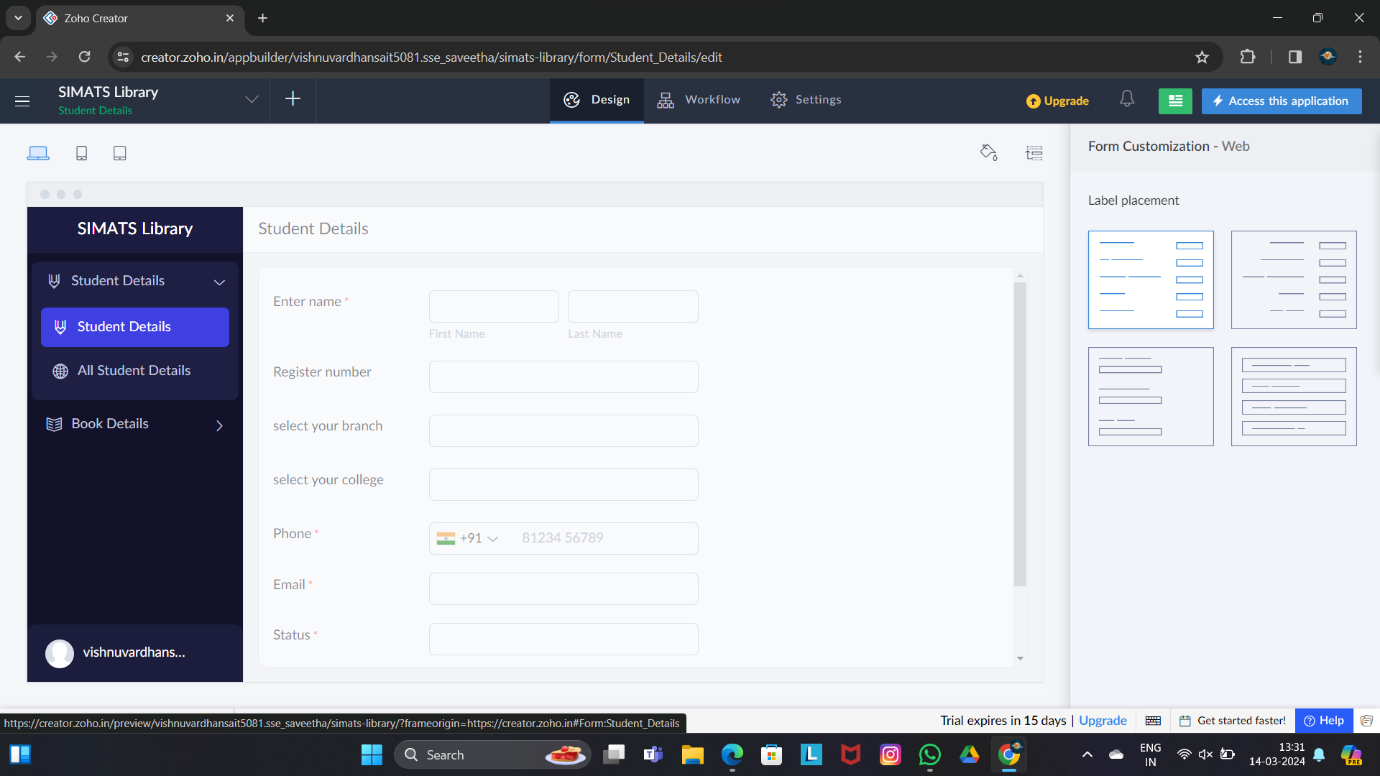 Zoho Creator
creator.zoho.in/appbuilder/vishnuvardhansait5081.sse_saveetha/simats-library/form/Student_Details/edit
SIMATS Library
Student Details
Design
Workflow
Settings
Upgrade
Access this application
Form Customization - Web
Label placement
SIMATS Library
Student Details
Student Details
All Student Details
Book Details
vishnuvardhans...
Student Details
Enter name *
First Name
Last Name
Register number
select your branch
select your college
Phone *
+91
81234 56789
Email *
Status *
https://creator.zoho.in/preview/vishnuvardhansait5081.sse_saveetha/simats-library/?frameorigin=https://creator.zoho.in#Form:Student_Details
Trial expires in 15 days | Upgrade
Get started faster!
Help
Search
L
PRE
ENG
IN
13:31
14-03-2024